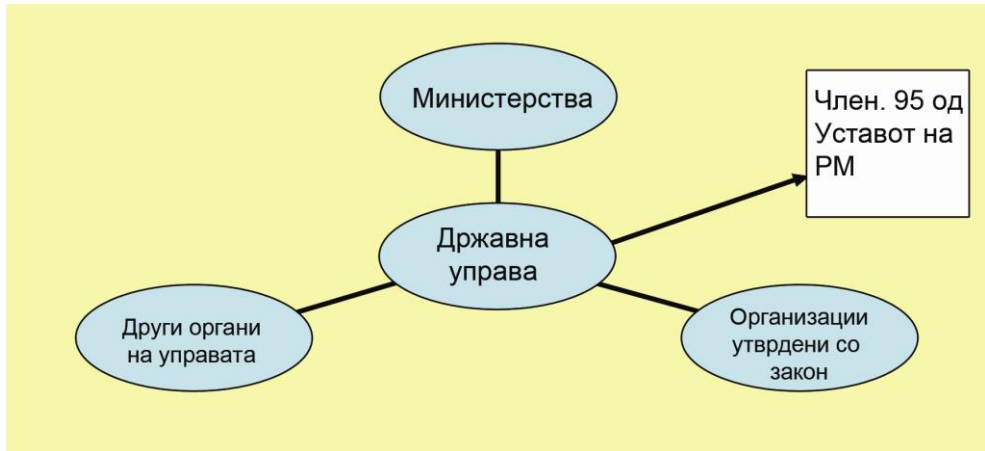 Министерства
Член. 95 од
Уставот на
РМ
Државна
управа
Други органи
на управата
Организации
утврдени со
закон